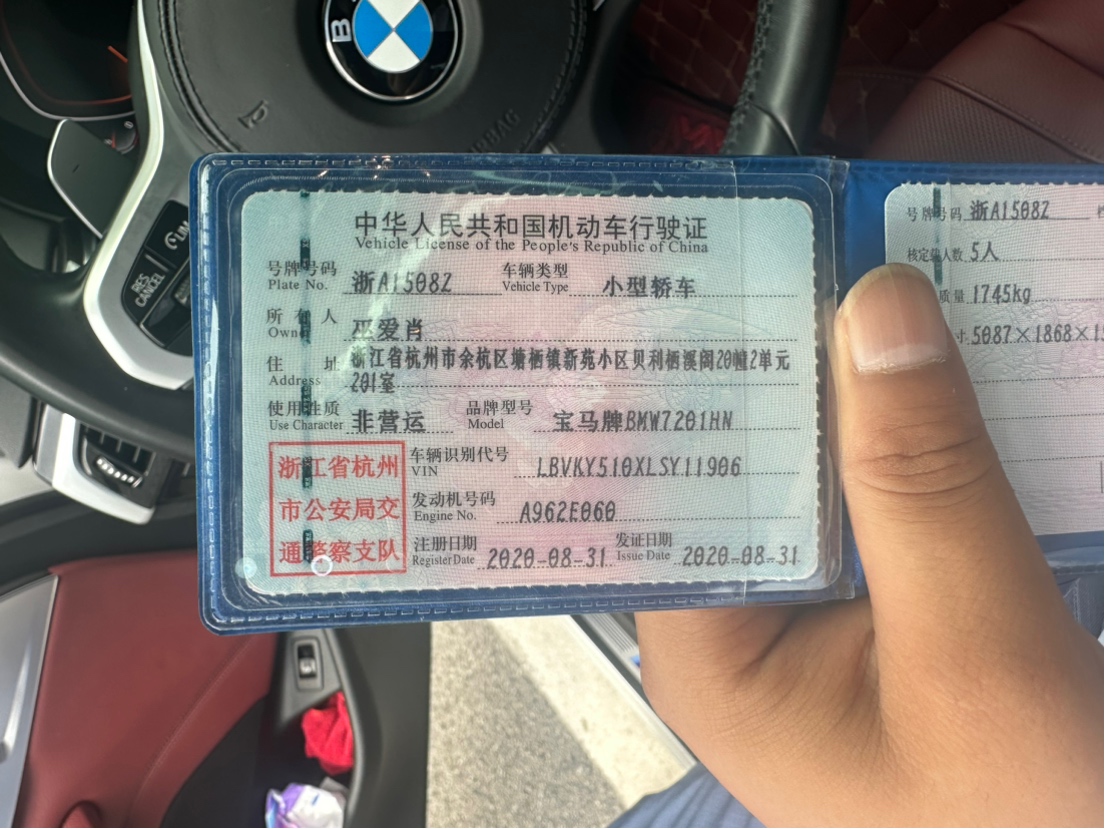 B
AIRBAG
LIM
RES
CANCEL
中华人民共和国机动车行驶证
Vehicle License of the People's Republic of China
号牌号码 浙A1508Z 车辆类型 小型轿车
Plate No. Vehicle Type
所有人 巫爱肖
Owner
住址 浙江省杭州市余杭区塘栖镇新苑小区贝利栖溪阁20幢2单元
Address 201室
使用性质 非营运 品牌型号 宝马牌BMW7201HN
Use Character Model
浙江省杭州
市公安局交
通警察支队
车辆识别代号 LBVKY510XLSY11906
VIN
发动机号码 A962E060
Engine No.
注册日期 2020-08-31 发证日期 2020-08-31
Register Date Issue Date
号牌号码 浙A1508Z
核定载人数 5人
质量 1745kg
寸 5087×1868×15